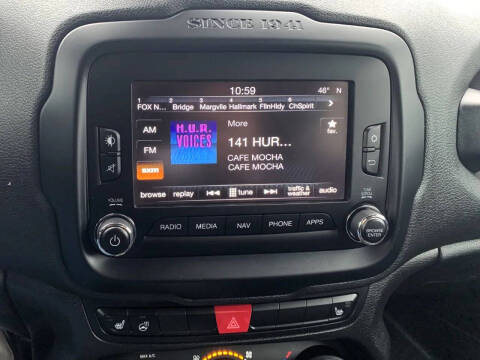 SINCE 1941
10:59 46° N
1 2 3 4 5 6
FOX N... Bridge Margvlle Hallmark FlnHldy ChSpirit >
AM
FM
sxm
H.U.R.
VOICES
More
141 HUR...
CAFE MOCHA
CAFE MOCHA
fav.
browse replay tune traffic & weather audio
VOLUME
TUNE
SCROLL
BROWSE
ENTER
RADIO MEDIA NAV PHONE APPS
MAX A/C